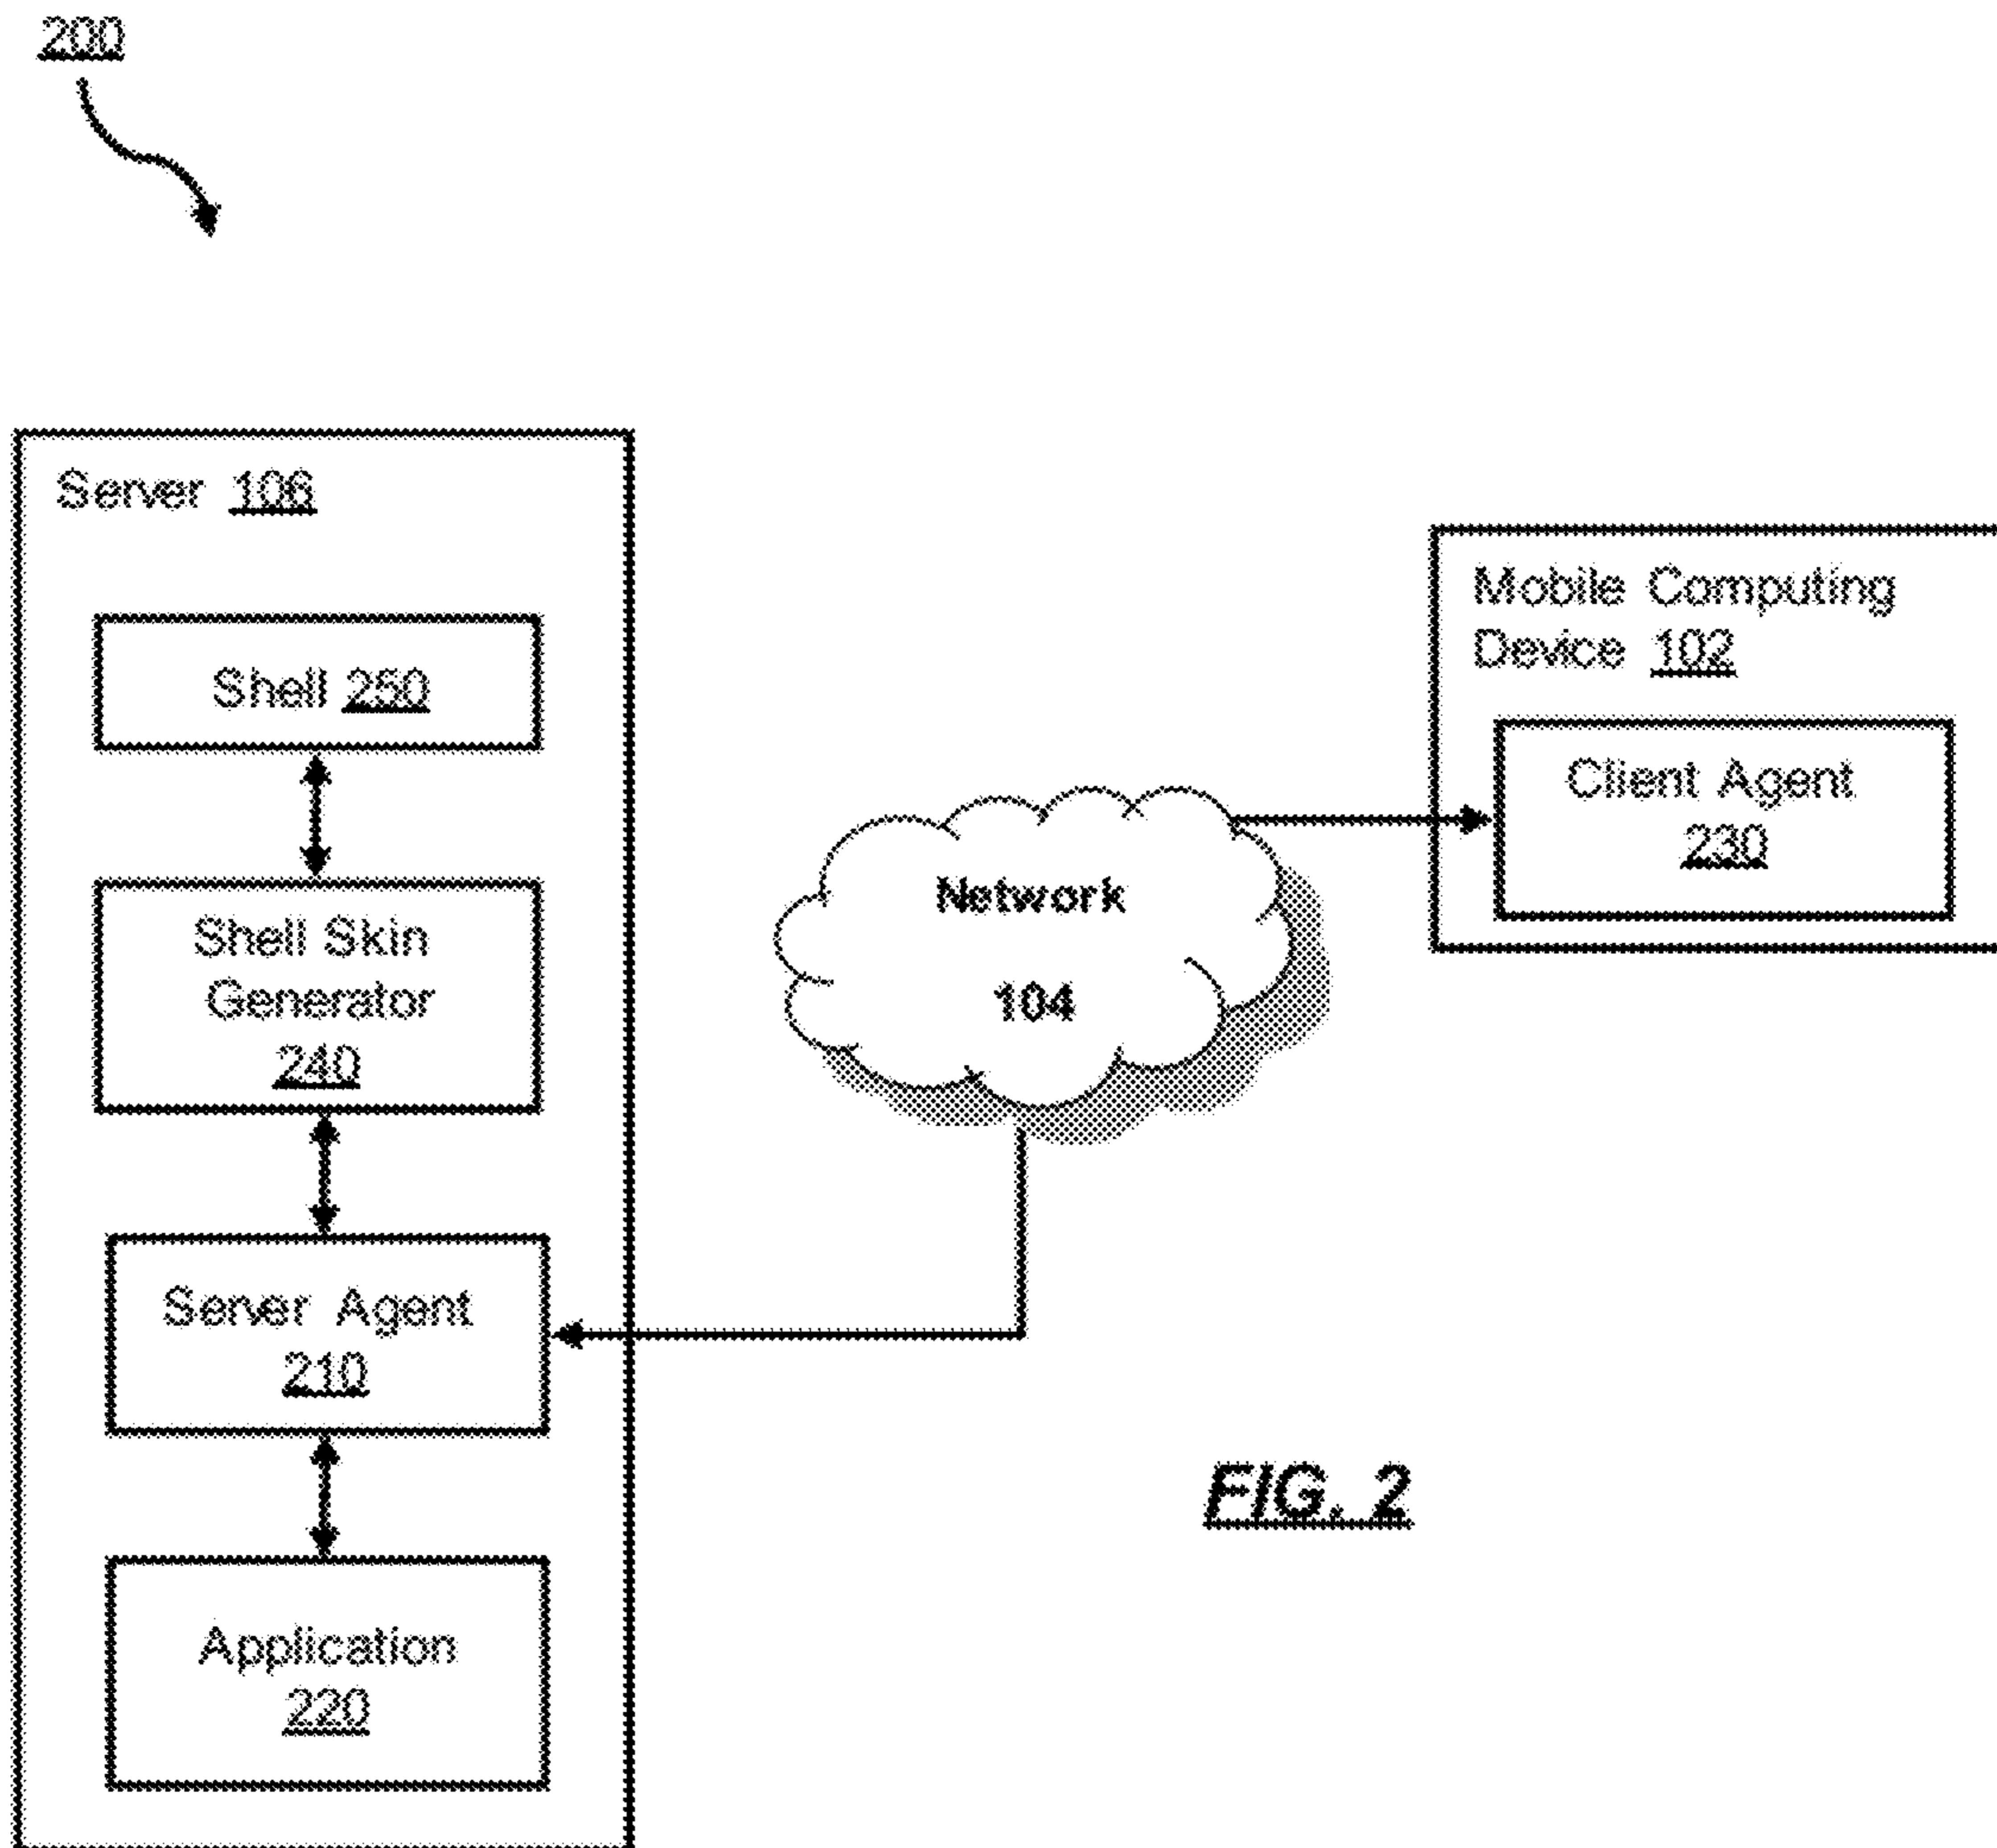 200
Server 106
Shell 250
Shell Skin
Generator
240
Server Agent
210
Application
220
Network
104
Mobile Computing
Device 102
Client Agent
230
FIG. 2